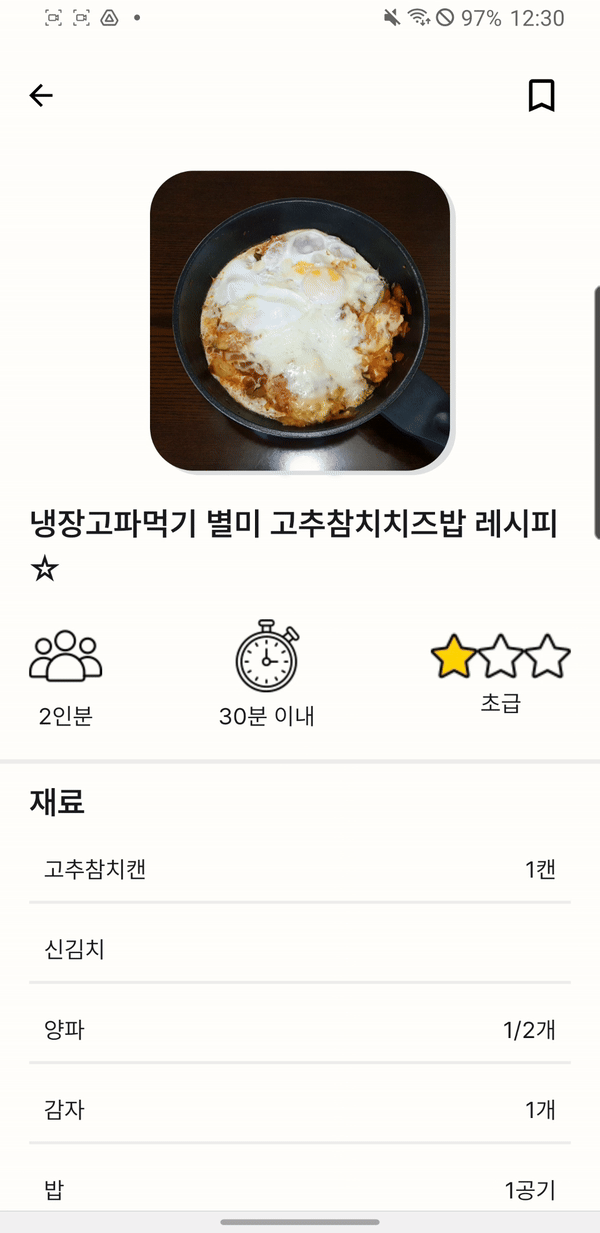 97% 12:30
냉장고파먹기 별미 고추참치치즈밥 레시피
☆
2인분
30분 이내
초급
재료
고추참치캔 1캔
신김치
양파 1/2개
감자 1개
밥 1공기